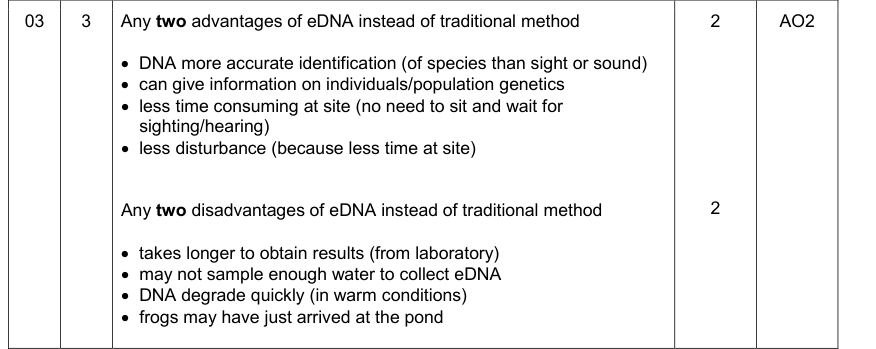 03 3 Any two advantages of eDNA instead of traditional method 2 AO2
• DNA more accurate identification (of species than sight or sound)
• can give information on individuals/population genetics
• less time consuming at site (no need to sit and wait for
sighting/hearing)
• less disturbance (because less time at site)
Any two disadvantages of eDNA instead of traditional method 2
• takes longer to obtain results (from laboratory)
• may not sample enough water to collect eDNA
• DNA degrade quickly (in warm conditions)
• frogs may have just arrived at the pond